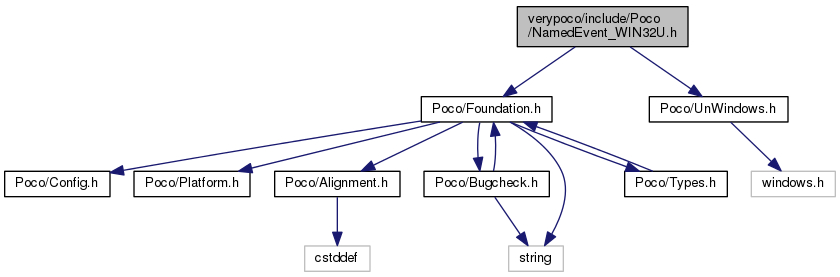 verypoco/include/Poco
/NamedEvent_WIN32U.h
Poco/Foundation.h
Poco/UnWindows.h
Poco/Config.h
Poco/Platform.h
Poco/Alignment.h
Poco/Bugcheck.h
Poco/Types.h
windows.h
cstddef
string